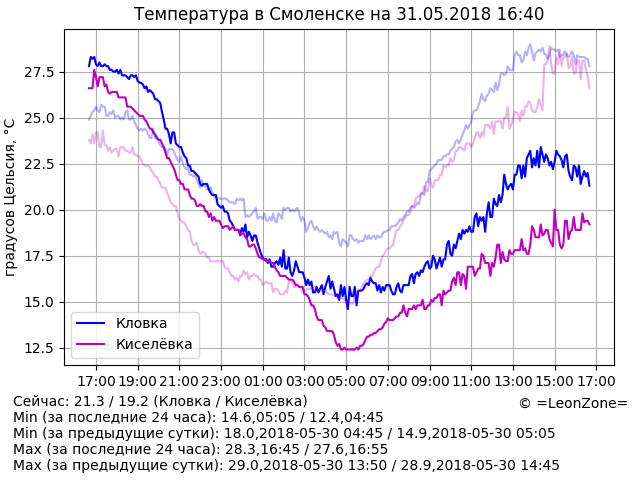 Температура в Смоленске на 31.05.2018 16:40
градусов Цельсия, °C
27.5
25.0
22.5
20.0
17.5
15.0
12.5
Кловка
Киселёвка
17:00 19:00 21:00 23:00 01:00 03:00 05:00 07:00 09:00 11:00 13:00 15:00 17:00
Сейчас: 21.3 / 19.2 (Кловка / Киселёвка)
© =LeonZone=
Min (за последние 24 часа): 14.6,05:05 / 12.4,04:45
Min (за предыдущие сутки): 18.0,2018-05-30 04:45 / 14.9,2018-05-30 05:05
Max (за последние 24 часа): 28.3,16:45 / 27.6,16:55
Max (за предыдущие сутки): 29.0,2018-05-30 13:50 / 28.9,2018-05-30 14:45